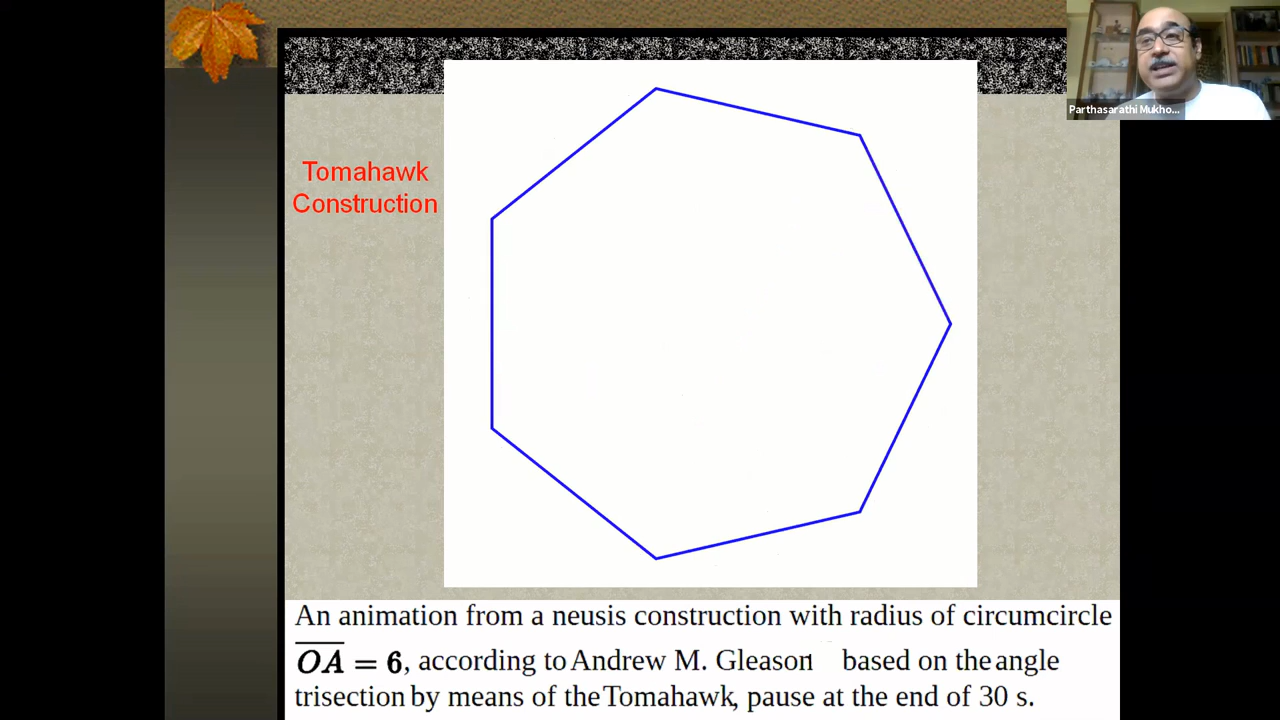 Parthasarathi Mukho...
Tomahawk
Construction
An animation from a neusis construction with radius of circumcircle
OA = 6, according to Andrew M. Gleason based on the angle
trisection by means of the Tomahawk, pause at the end of 30 s.